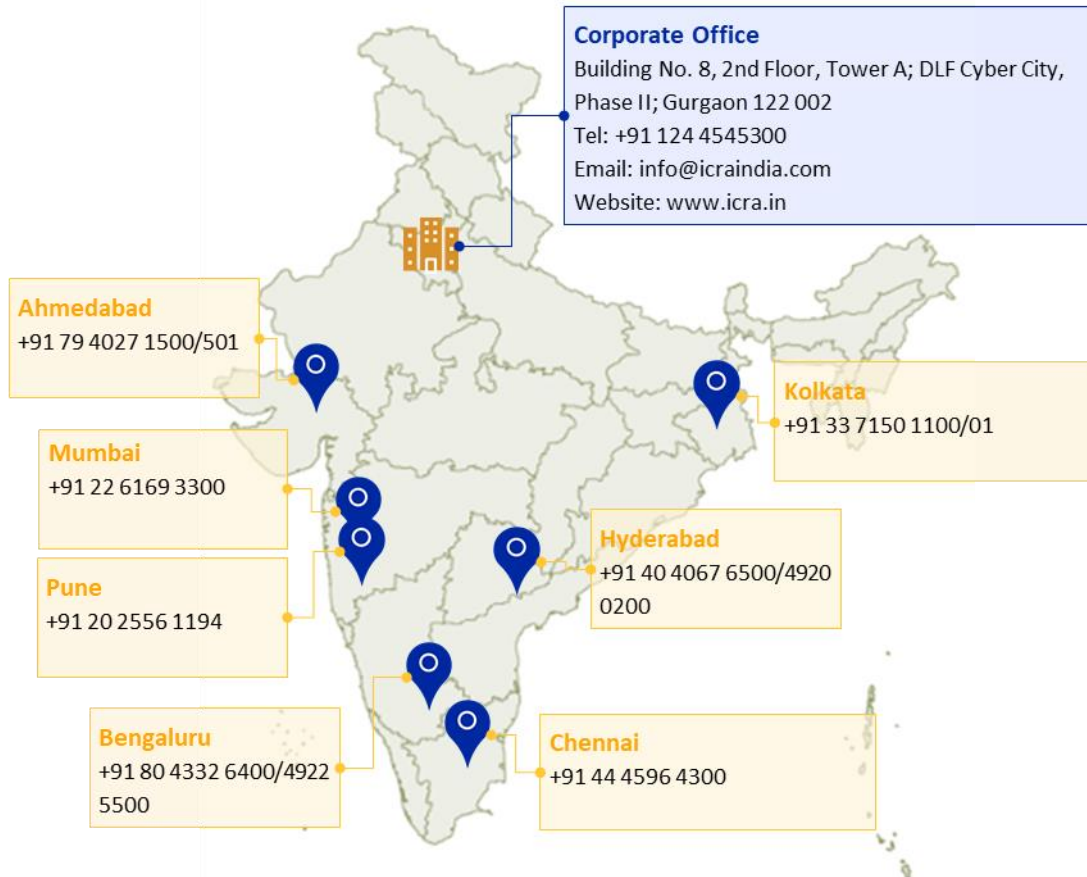 Corporate Office
Building No. 8, 2nd Floor, Tower A; DLF Cyber City,
Phase II; Gurgaon 122 002
Tel: +91 124 4545300
Email: info@icraindia.com
Website: www.icra.in
Ahmedabad
+91 79 4027 1500/501
Kolkata
+91 33 7150 1100/01
Mumbai
+91 22 6169 3300
Hyderabad
+91 40 4067 6500/4920
0200
Pune
+91 20 2556 1194
Bengaluru
+91 80 4332 6400/4922
5500
Chennai
+91 44 4596 4300